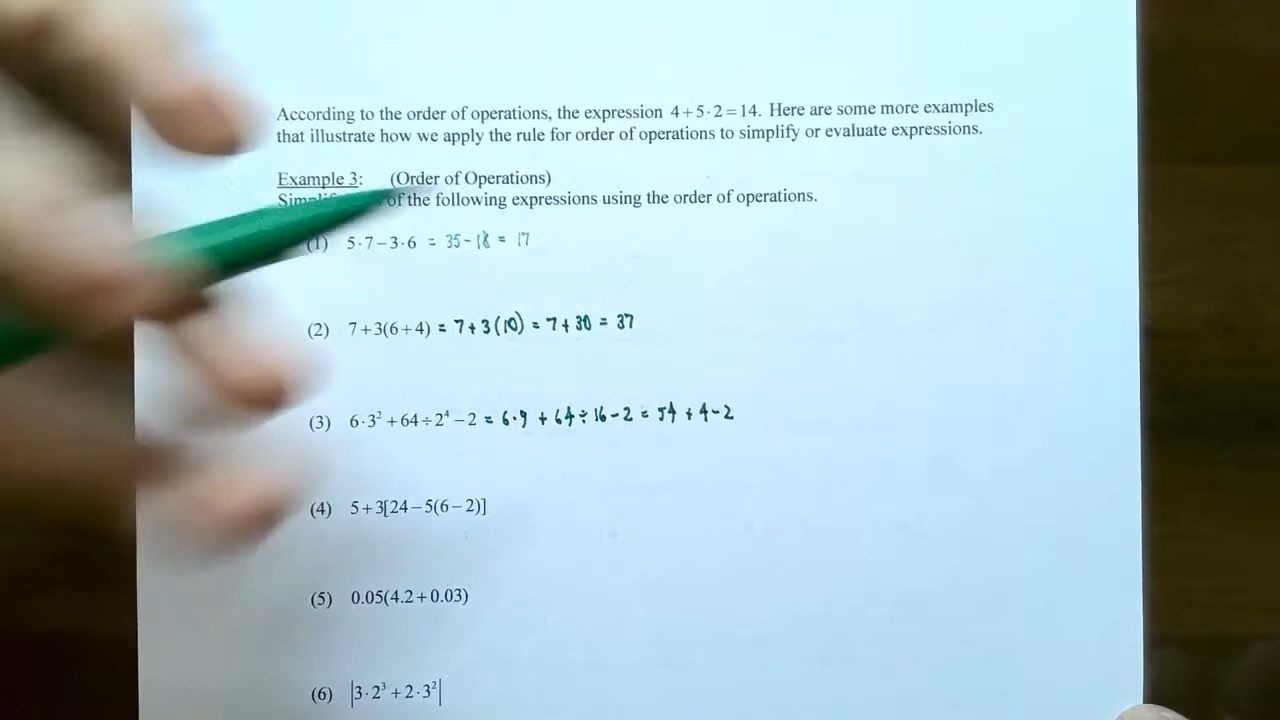 According to the order of operations, the expression 4+5·2=14. Here are some more examples
that illustrate how we apply the rule for order of operations to simplify or evaluate expressions.
Example 3: (Order of Operations)
of the following expressions using the order of operations.
(1) 5·7−3·6 = 35-18 = 17
(2) 7+3(6+4) = 7+3(10) = 7+30 = 37
(3) 6·3²+64÷2⁴−2 = 6·9 + 64÷16-2 = 54+4-2
(4) 5+3[24−5(6−2)]
(5) 0.05(4.2+0.03)
(6) |3·2³+2·3²|